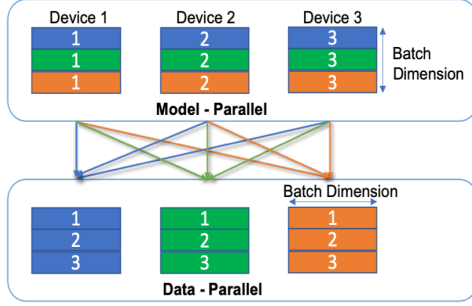 Device 1 Device 2 Device 3
1 2 3
1 2 3
1 2 3
Batch
Dimension
Model - Parallel
Batch Dimension
1 1 1
2 2 2
3 3 3
Data - Parallel